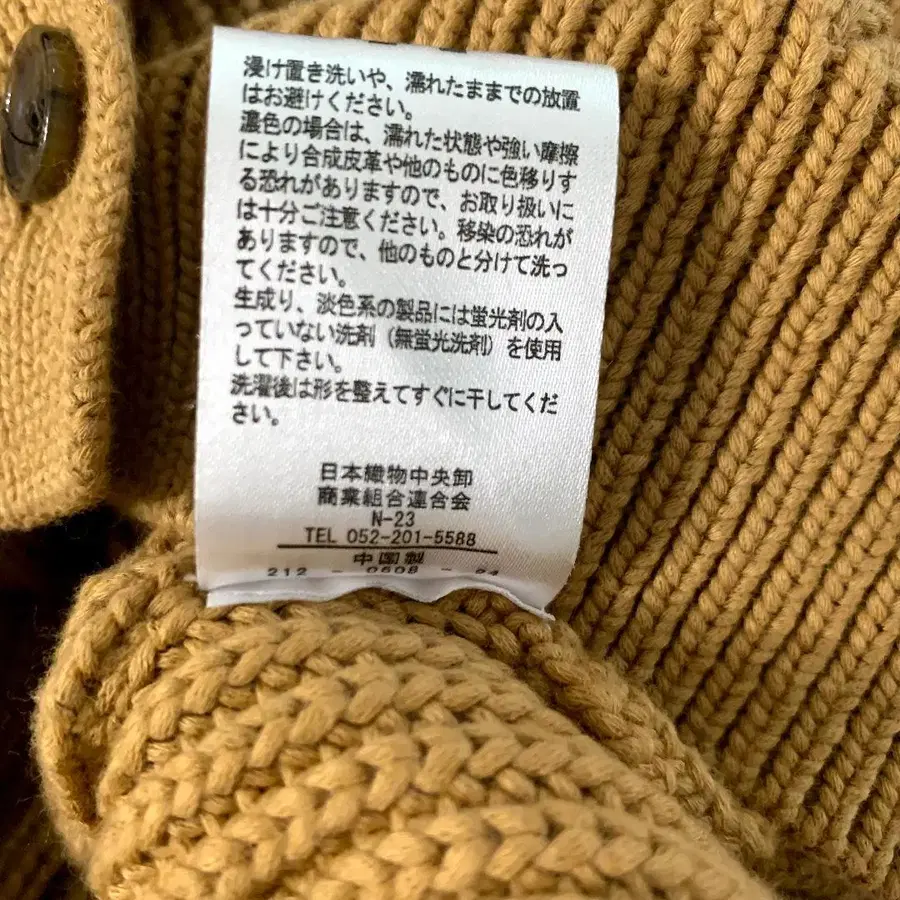 浸け置き洗いや、濡れたままでの放置
はお避けください。
濃色の場合は、濡れた状態や強い摩擦
により合成皮革や他のものに色移りす
る恐れがありますので、お取り扱いに
は十分ご注意ください。移染の恐れが
ありますので、他のものと分けて洗っ
てください。
生成り、淡色系の製品には蛍光剤の入
っていない洗剤（無蛍光洗剤）を使用
して下さい。
洗濯後は形を整えてすぐに干してくだ
さい。
日本織物中央卸
商業組合連合会
N-23
TEL 052-201-5588
中国製
212 - 0608 - 24